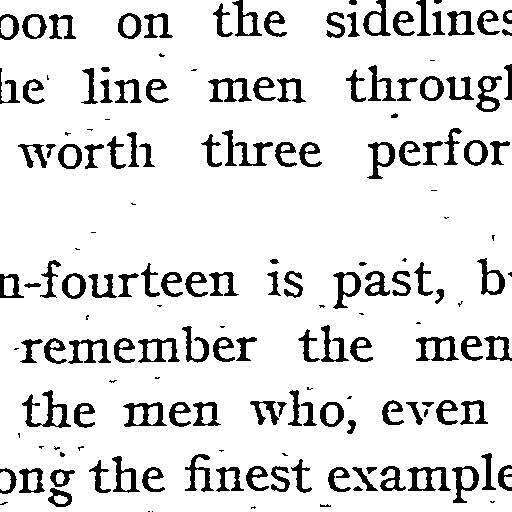 oon on the sidelines
he line men through
worth three perfor
n-fourteen is past, b
remember the men
the men who, even
ong the finest example